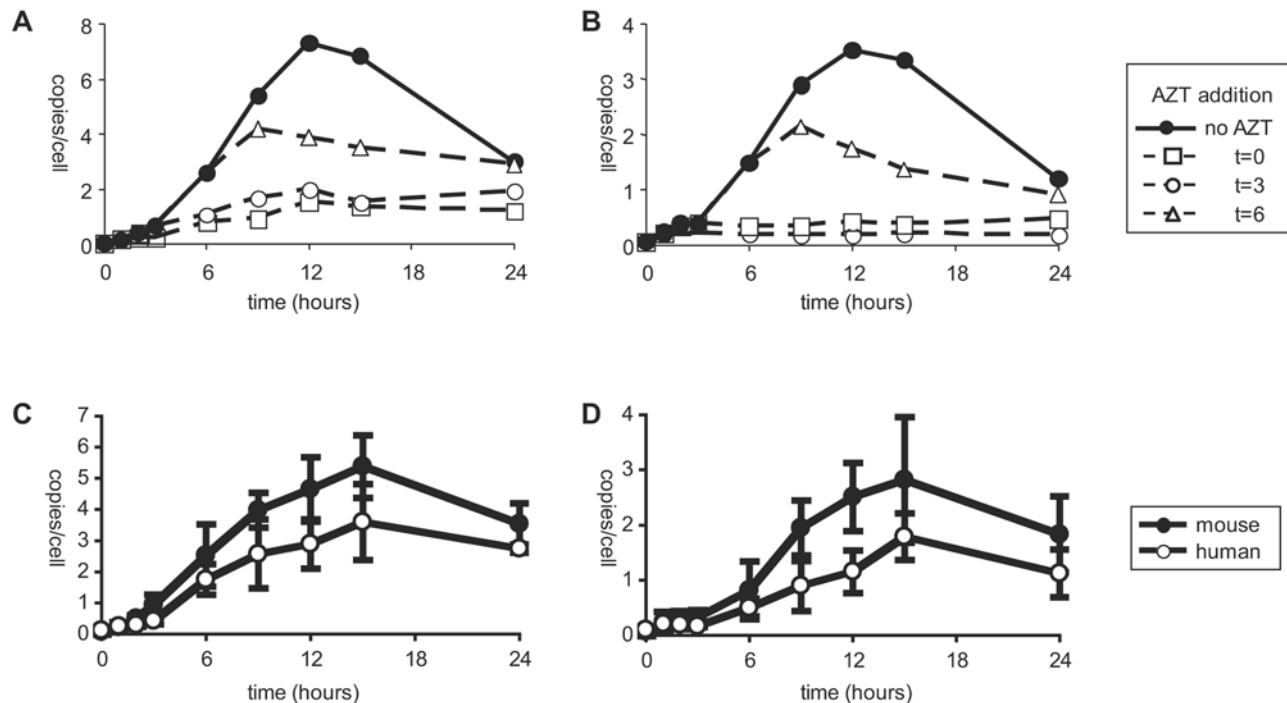 A
copies/cell
8
6
4
2
0
0 6 12 18 24
time (hours)
B
copies/cell
4
3
2
1
0
0 6 12 18 24
time (hours)
AZT addition
no AZT
t=0
t=3
t=6
C
copies/cell
7
6
5
4
3
2
1
0
0 6 12 18 24
time (hours)
D
copies/cell
4
3
2
1
0
0 6 12 18 24
time (hours)
mouse
human